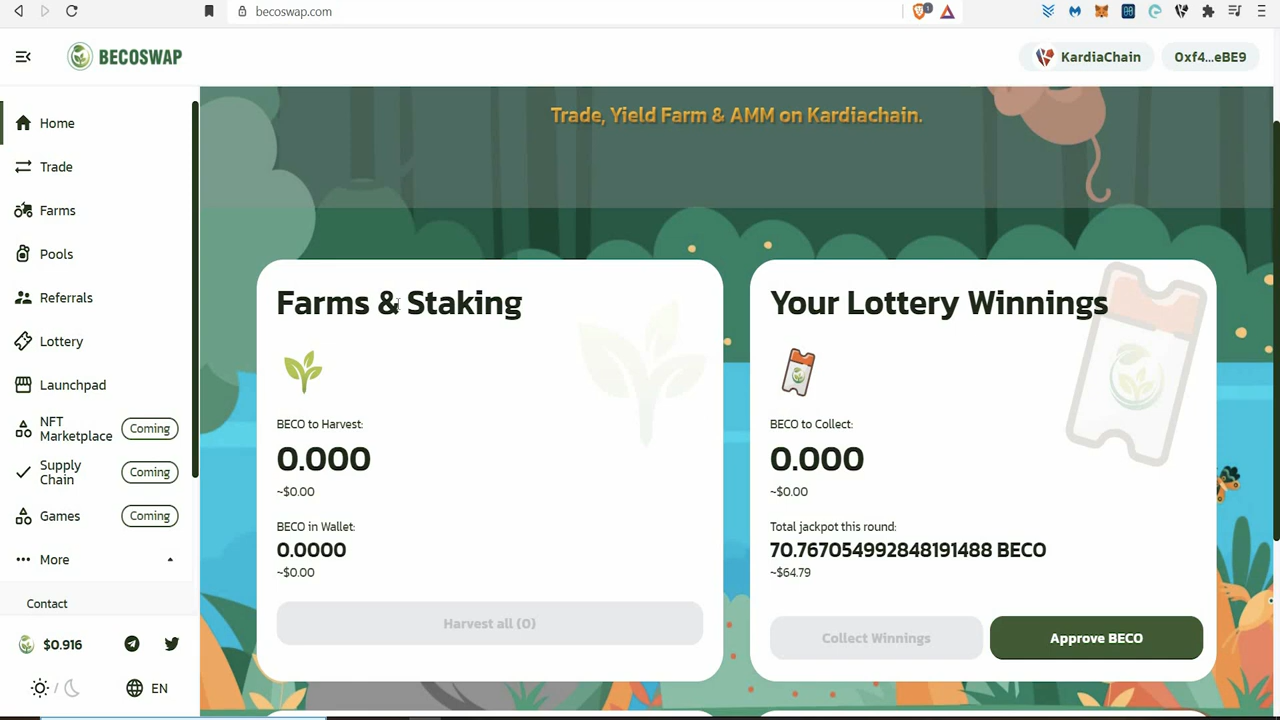 becoswap.com
1
BECOSWAP
KardiaChain
0xf4...eBE9
Home
Trade
Farms
Pools
Referrals
Lottery
Launchpad
NFT
Marketplace
Coming
Supply
Chain
Coming
Games
Coming
More
Contact
$0.916
/
EN
Trade, Yield Farm & AMM on Kardiachain.
Farms & Staking
BECO to Harvest:
0.000
~$0.00
BECO in Wallet:
0.0000
~$0.00
Harvest all (0)
Your Lottery Winnings
BECO to Collect:
0.000
~$0.00
Total jackpot this round:
70.767054992848191488 BECO
~$64.79
Collect Winnings
Approve BECO